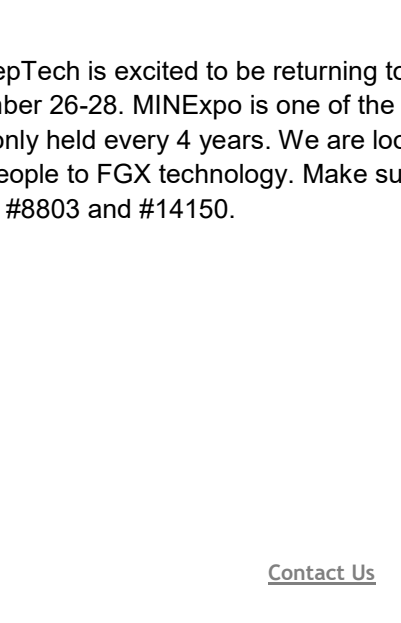 epTech is excited to be returning to
ber 26-28. MINExpo is one of the
only held every 4 years. We are loo
eople to FGX technology. Make su
#8803 and #14150.
Contact Us